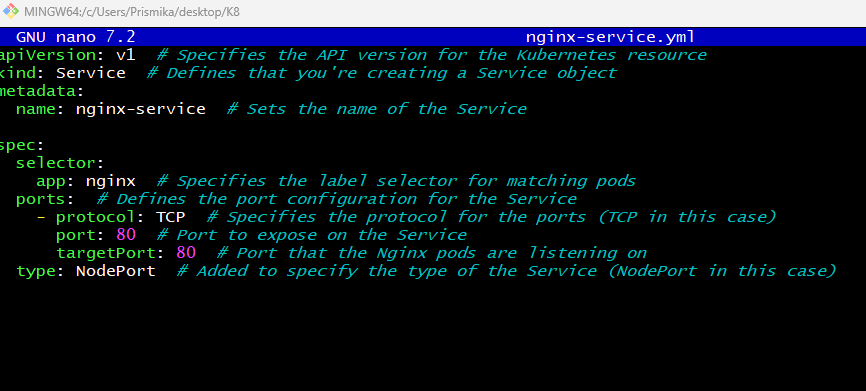 MINGW64:/c/Users/Prismika/desktop/K8
GNU nano 7.2 nginx-service.yml
apiVersion: v1 # Specifies the API version for the Kubernetes resource
kind: Service # Defines that you're creating a Service object
metadata:
  name: nginx-service # Sets the name of the Service

spec:
  selector:
    app: nginx # Specifies the label selector for matching pods
  ports: # Defines the port configuration for the Service
    - protocol: TCP # Specifies the protocol for the ports (TCP in this case)
      port: 80 # Port to expose on the Service
      targetPort: 80 # Port that the Nginx pods are listening on
  type: NodePort # Added to specify the type of the Service (NodePort in this case)